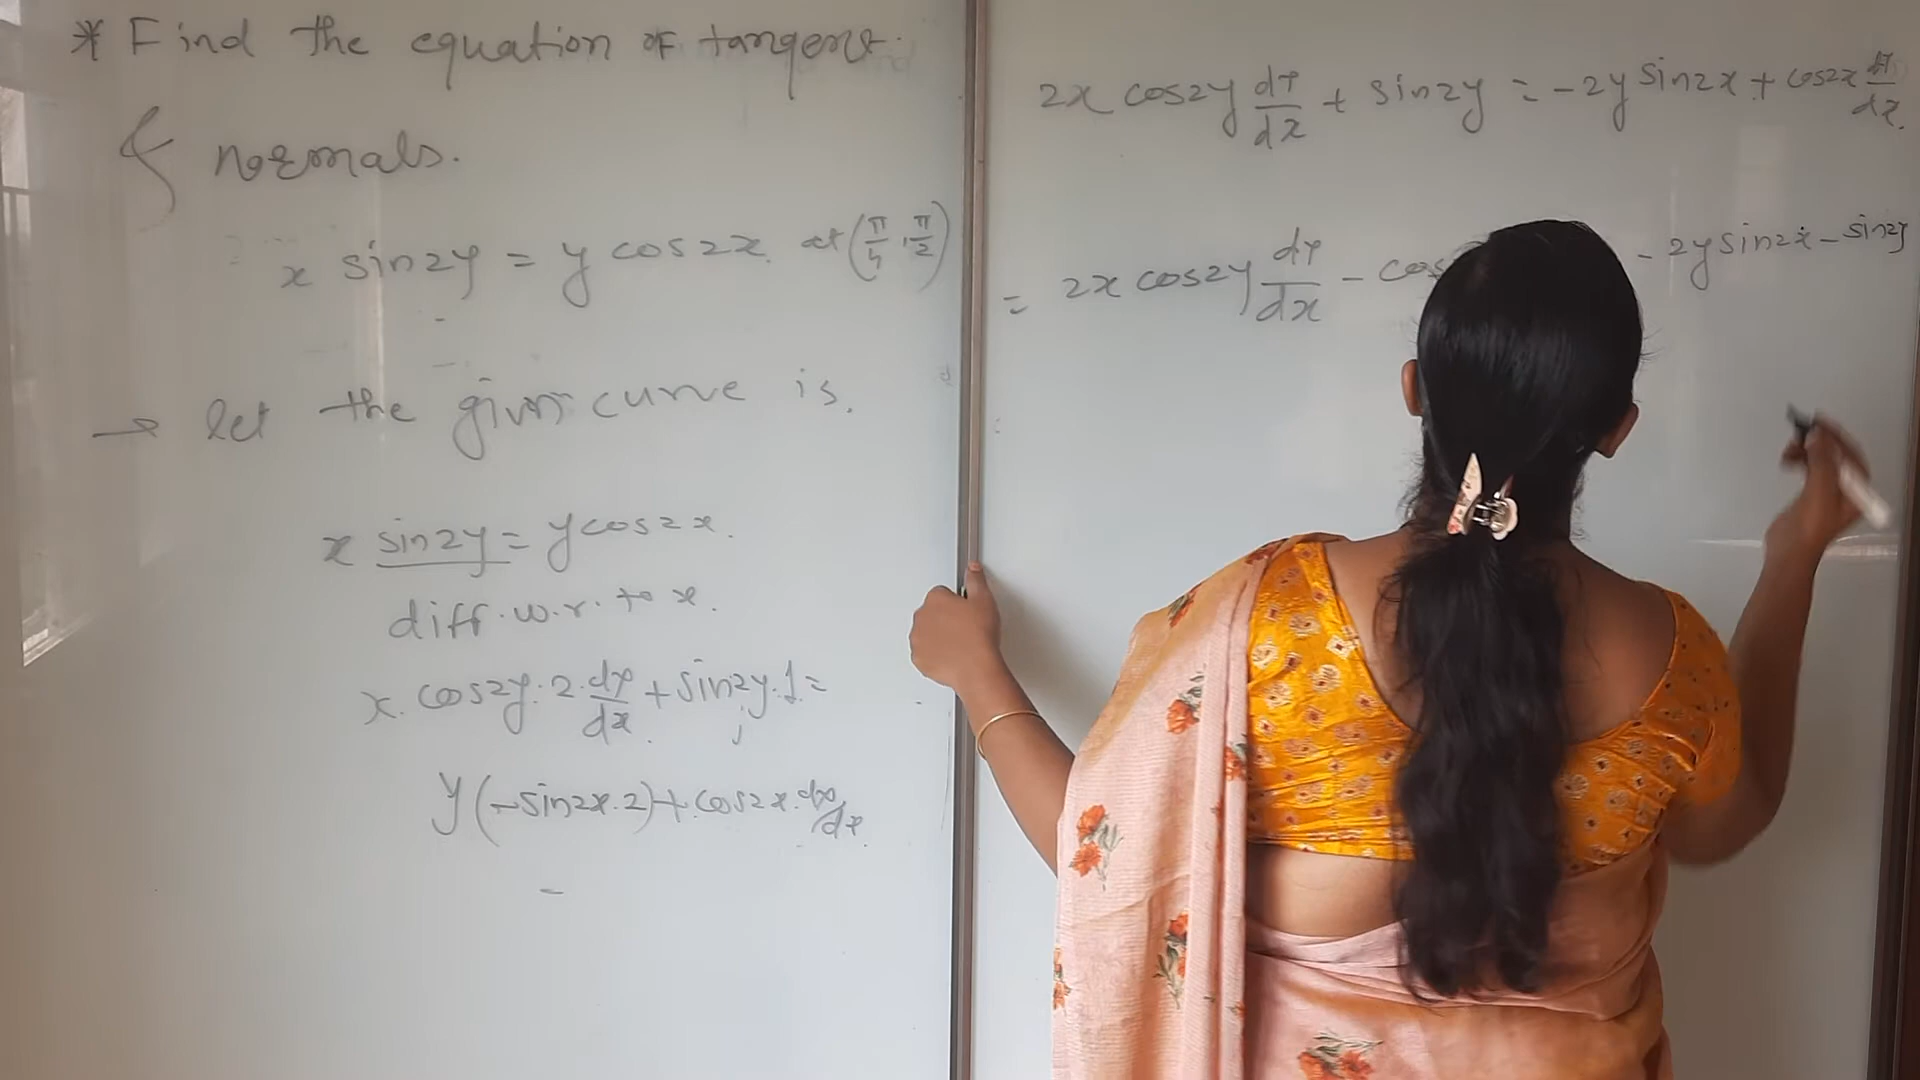 * Find the equation of tangent.
& normals.
x sin2y = y cos2x. at (π/4, π/2)
→ let the given curve is.
x sin2y = y cos2x.
diff. w.r. to x.
x. cos2y. 2. dy/dx + sin2y. 1 =
y(-sin2x. 2) + cos2x. dy/dx.
=
2x cos2y dy/dx + sin2y = -2y sin2x + cos2x dy/dx.
= 2x cos2y dy/dx - cos - 2y sin2x - sin2y